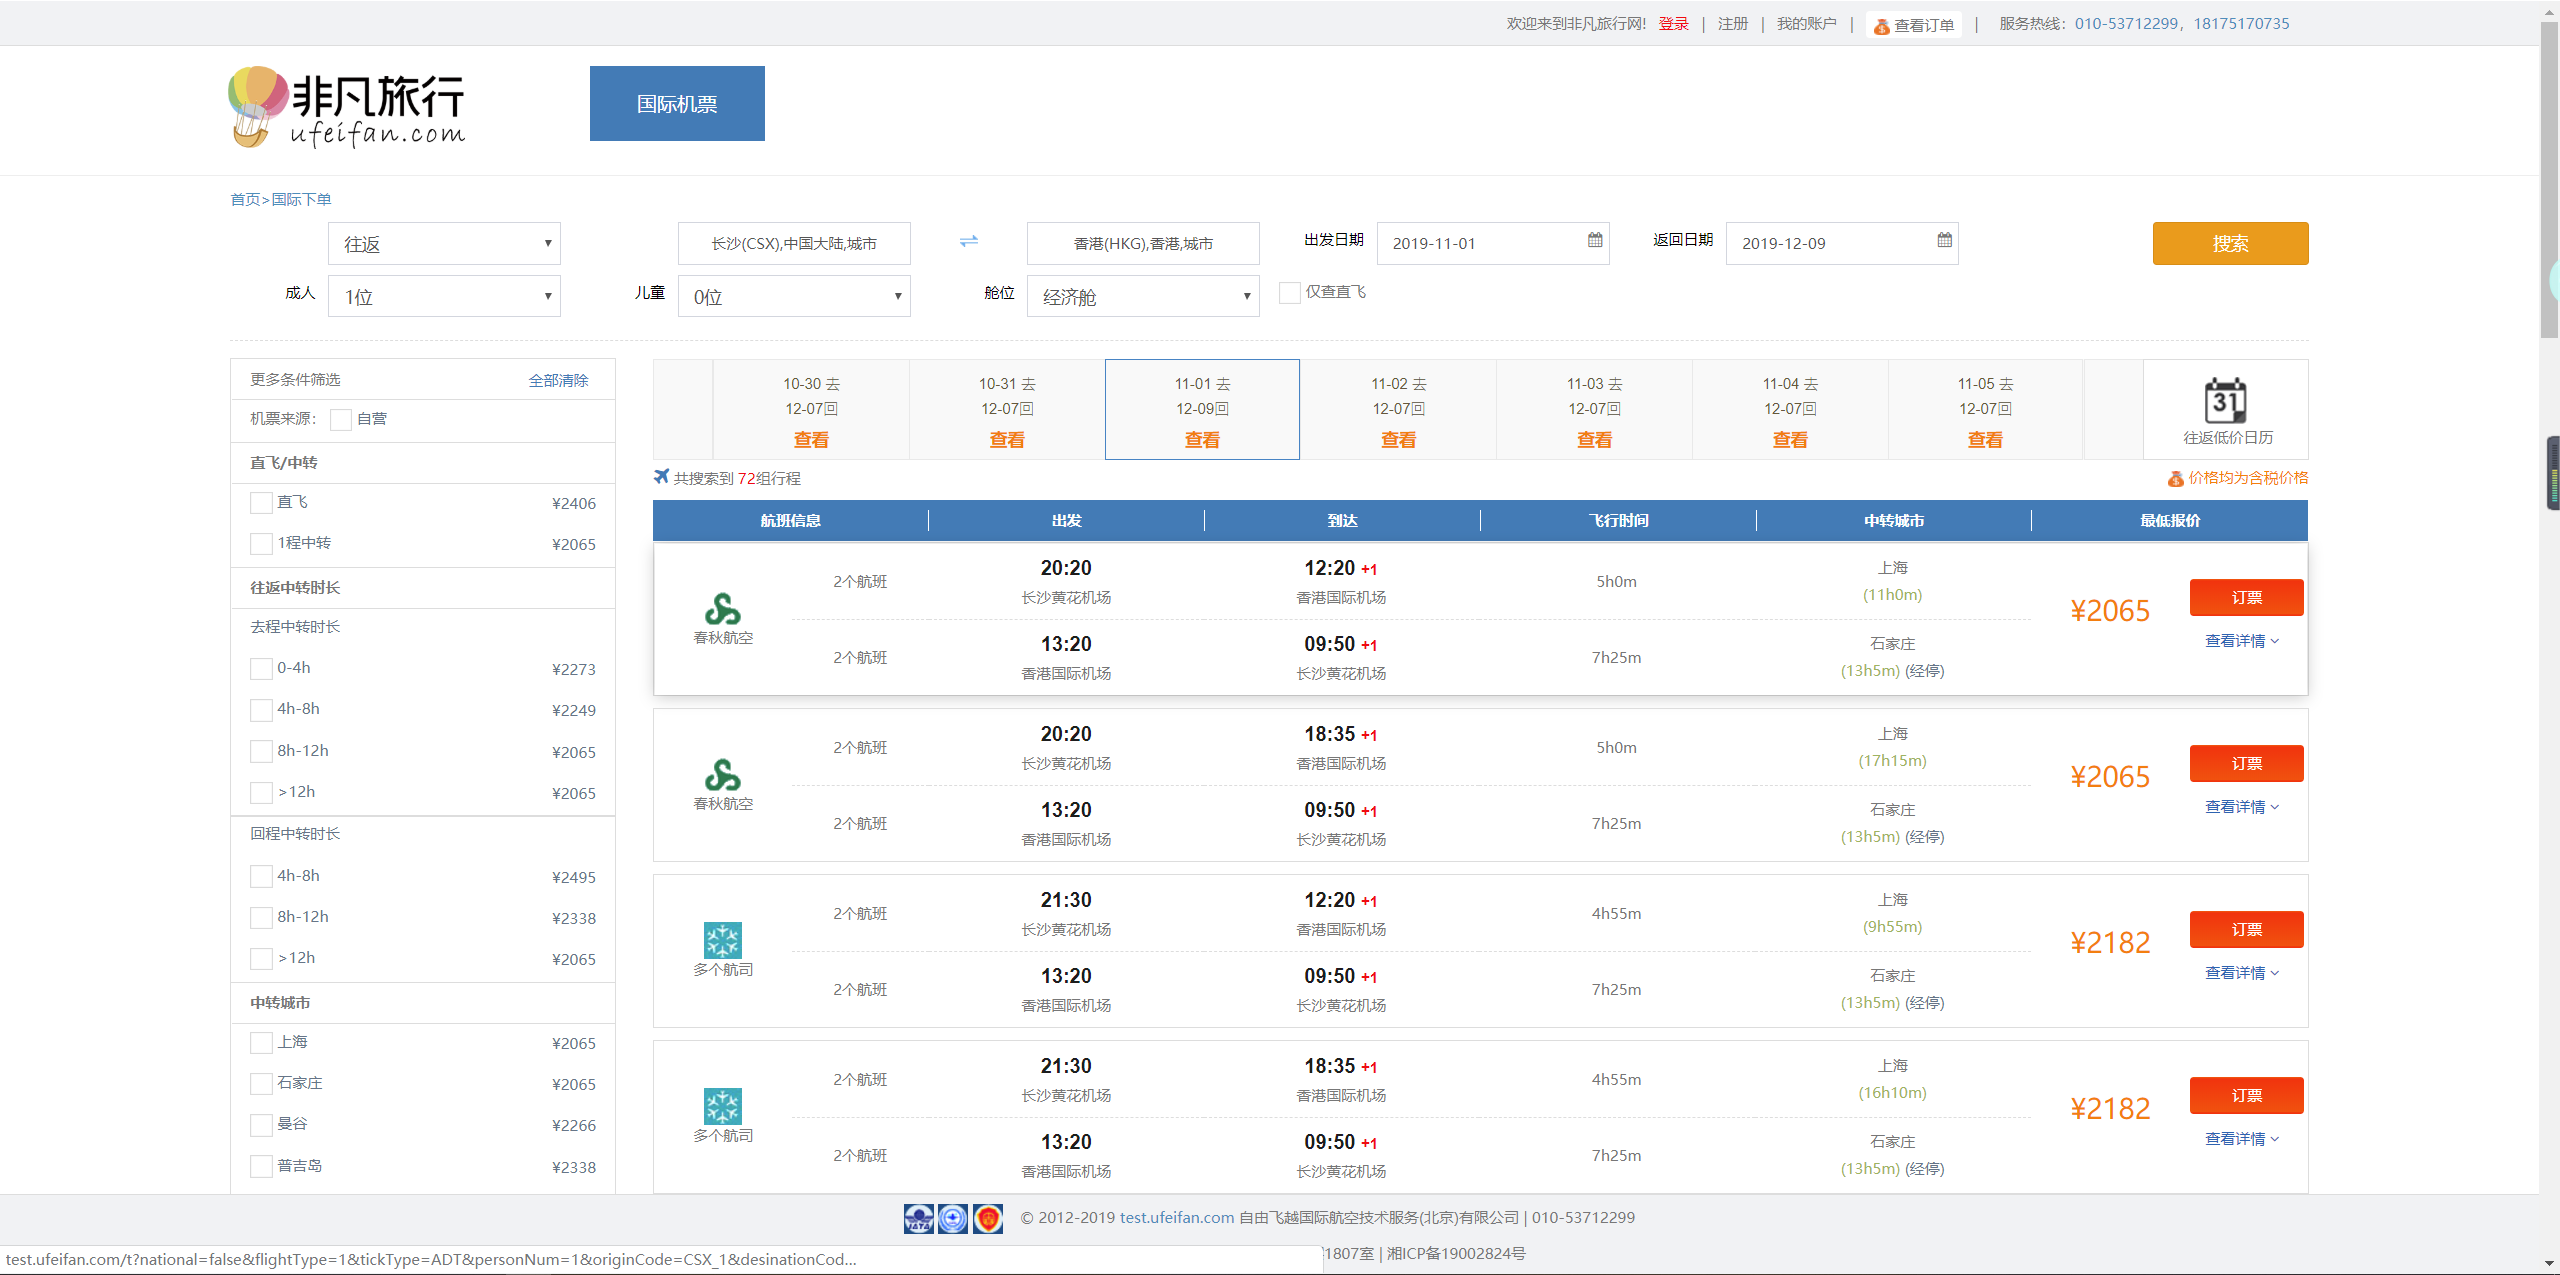 欢迎来到非凡旅行网! 登录 | 注册 | 我的账户 | 查看订单 | 服务热线: 010-53712299, 18175170735
非凡旅行
ufeifan.com
国际机票
首页>国际下单
往返 长沙(CSX),中国大陆,城市 香港(HKG),香港,城市 出发日期 2019-11-01 返回日期 2019-12-09 搜索
成人 1位 儿童 0位 舱位 经济舱 仅查直飞
更多条件筛选 全部清除
机票来源: 自营
直飞/中转
直飞 ¥2406
1程中转 ¥2065
往返中转时长
去程中转时长
0-4h ¥2273
4h-8h ¥2249
8h-12h ¥2065
>12h ¥2065
回程中转时长
4h-8h ¥2495
8h-12h ¥2338
>12h ¥2065
中转城市
上海 ¥2065
石家庄 ¥2065
曼谷 ¥2266
普吉岛 ¥2338
10-30 去 10-31 去 11-01 去 11-02 去 11-03 去 11-04 去 11-05 去
12-07回 12-07回 12-09回 12-07回 12-07回 12-07回 12-07回
查看 查看 查看 查看 查看 查看 查看
31
往返低价日历
共搜索到 72组行程 价格均为含税价格
航班信息 出发 到达 飞行时间 中转城市 最低报价
春秋航空
2个航班 20:20 12:20 +1 5h0m 上海
长沙黄花机场 香港国际机场 (11h0m)
2个航班 13:20 09:50 +1 7h25m 石家庄
香港国际机场 长沙黄花机场 (13h5m) (经停)
¥2065 订票
查看详情
春秋航空
2个航班 20:20 18:35 +1 5h0m 上海
长沙黄花机场 香港国际机场 (17h15m)
2个航班 13:20 09:50 +1 7h25m 石家庄
香港国际机场 长沙黄花机场 (13h5m) (经停)
¥2065 订票
查看详情
多个航司
2个航班 21:30 12:20 +1 4h55m 上海
长沙黄花机场 香港国际机场 (9h55m)
2个航班 13:20 09:50 +1 7h25m 石家庄
香港国际机场 长沙黄花机场 (13h5m) (经停)
¥2182 订票
查看详情
多个航司
2个航班 21:30 18:35 +1 4h55m 上海
长沙黄花机场 香港国际机场 (16h10m)
2个航班 13:20 09:50 +1 7h25m 石家庄
香港国际机场 长沙黄花机场 (13h5m) (经停)
¥2182 订票
查看详情
IATA
© 2012-2019 test.ufeifan.com 自由飞越国际航空技术服务(北京)有限公司 | 010-53712299
1807室 | 湘ICP备19002824号
test.ufeifan.com/t?national=false&flightType=1&tickType=ADT&personNum=1&originCode=CSX_1&desinationCod...